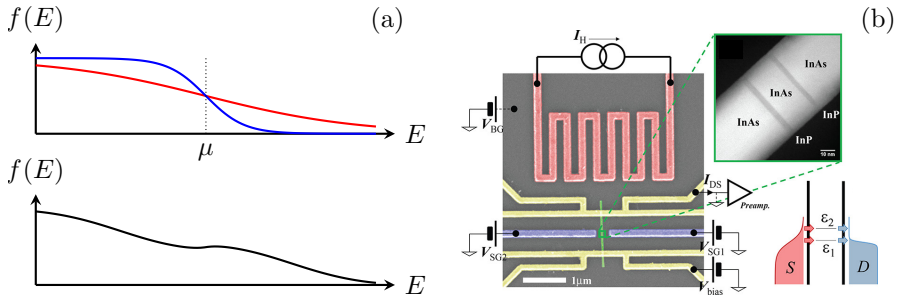 f(E)
(a)
E
μ
f(E)
E
(b)
I_H
V_BG
InAs
InAs
InAs
InP
InP
10 nm
I_DS
Preamp.
V_SG2
V_SG1
V_bias
1μm
ε_2
ε_1
S
D